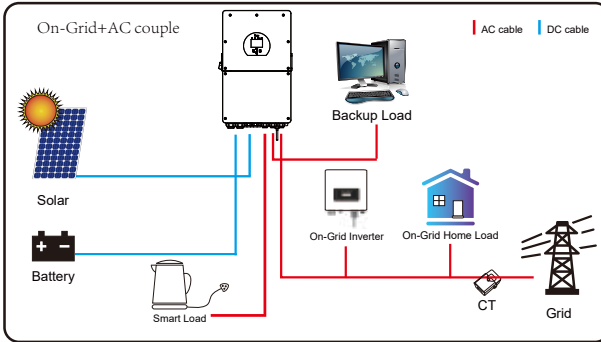 On-Grid+AC couple
AC cable
DC cable
Backup Load
Solar
On-Grid Inverter
On-Grid Home Load
Battery
Smart Load
CT
Grid